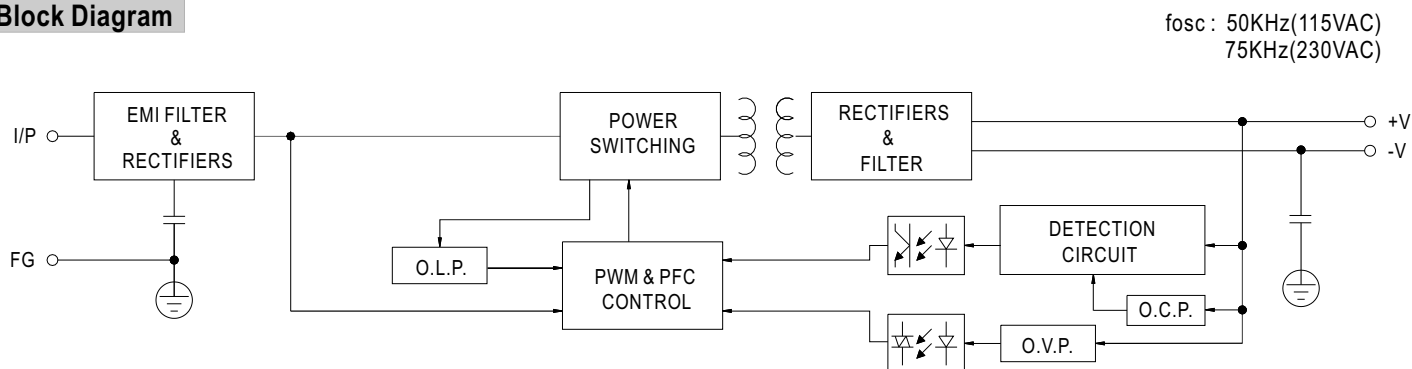 Block Diagram
fosc : 50KHz(115VAC)
75KHz(230VAC)
I/P
EMI FILTER
&
RECTIFIERS
POWER
SWITCHING
RECTIFIERS
&
FILTER
+V
-V
FG
O.L.P.
PWM & PFC
CONTROL
DETECTION
CIRCUIT
O.C.P.
O.V.P.